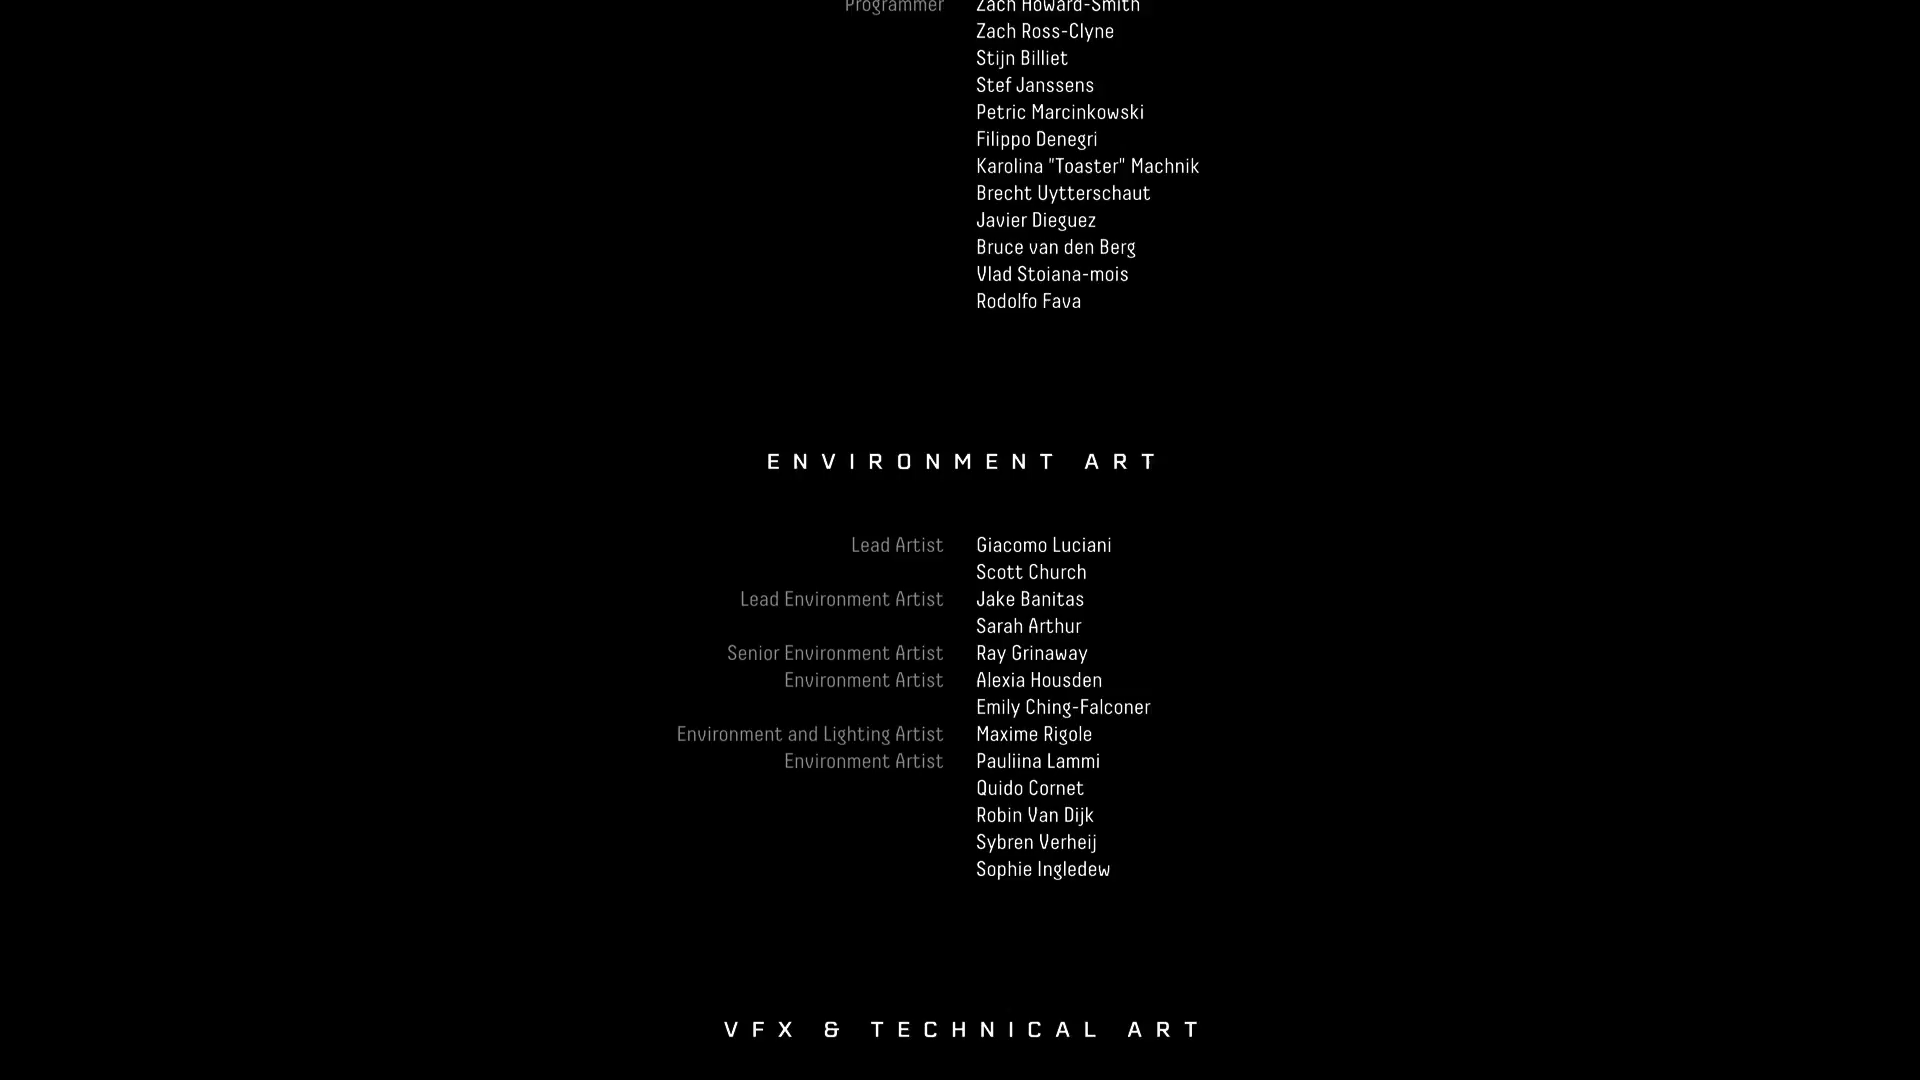 Programmer Zach Howard-Smith
Zach Ross-Clyne
Stijn Billiet
Stef Janssens
Petric Marcinkowski
Filippo Denegri
Karolina "Toaster" Machnik
Brecht Uytterschaut
Javier Dieguez
Bruce van den Berg
Vlad Stoiana-mois
Rodolfo Fava
ENVIRONMENT ART
Lead Artist Giacomo Luciani
Scott Church
Lead Environment Artist Jake Banitas
Sarah Arthur
Senior Environment Artist Ray Grinaway
Environment Artist Alexia Housden
Emily Ching-Falconer
Environment and Lighting Artist Maxime Rigole
Environment Artist Pauliina Lammi
Quido Cornet
Robin Van Dijk
Sybren Verheij
Sophie Ingledew
VFX & TECHNICAL ART